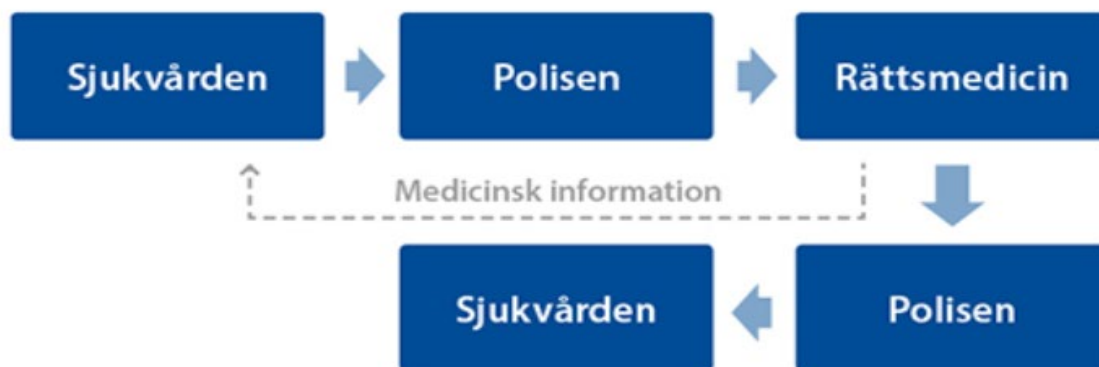 Sjukvården
Polisen
Rättsmedicin
Medicinsk information
Sjukvården
Polisen